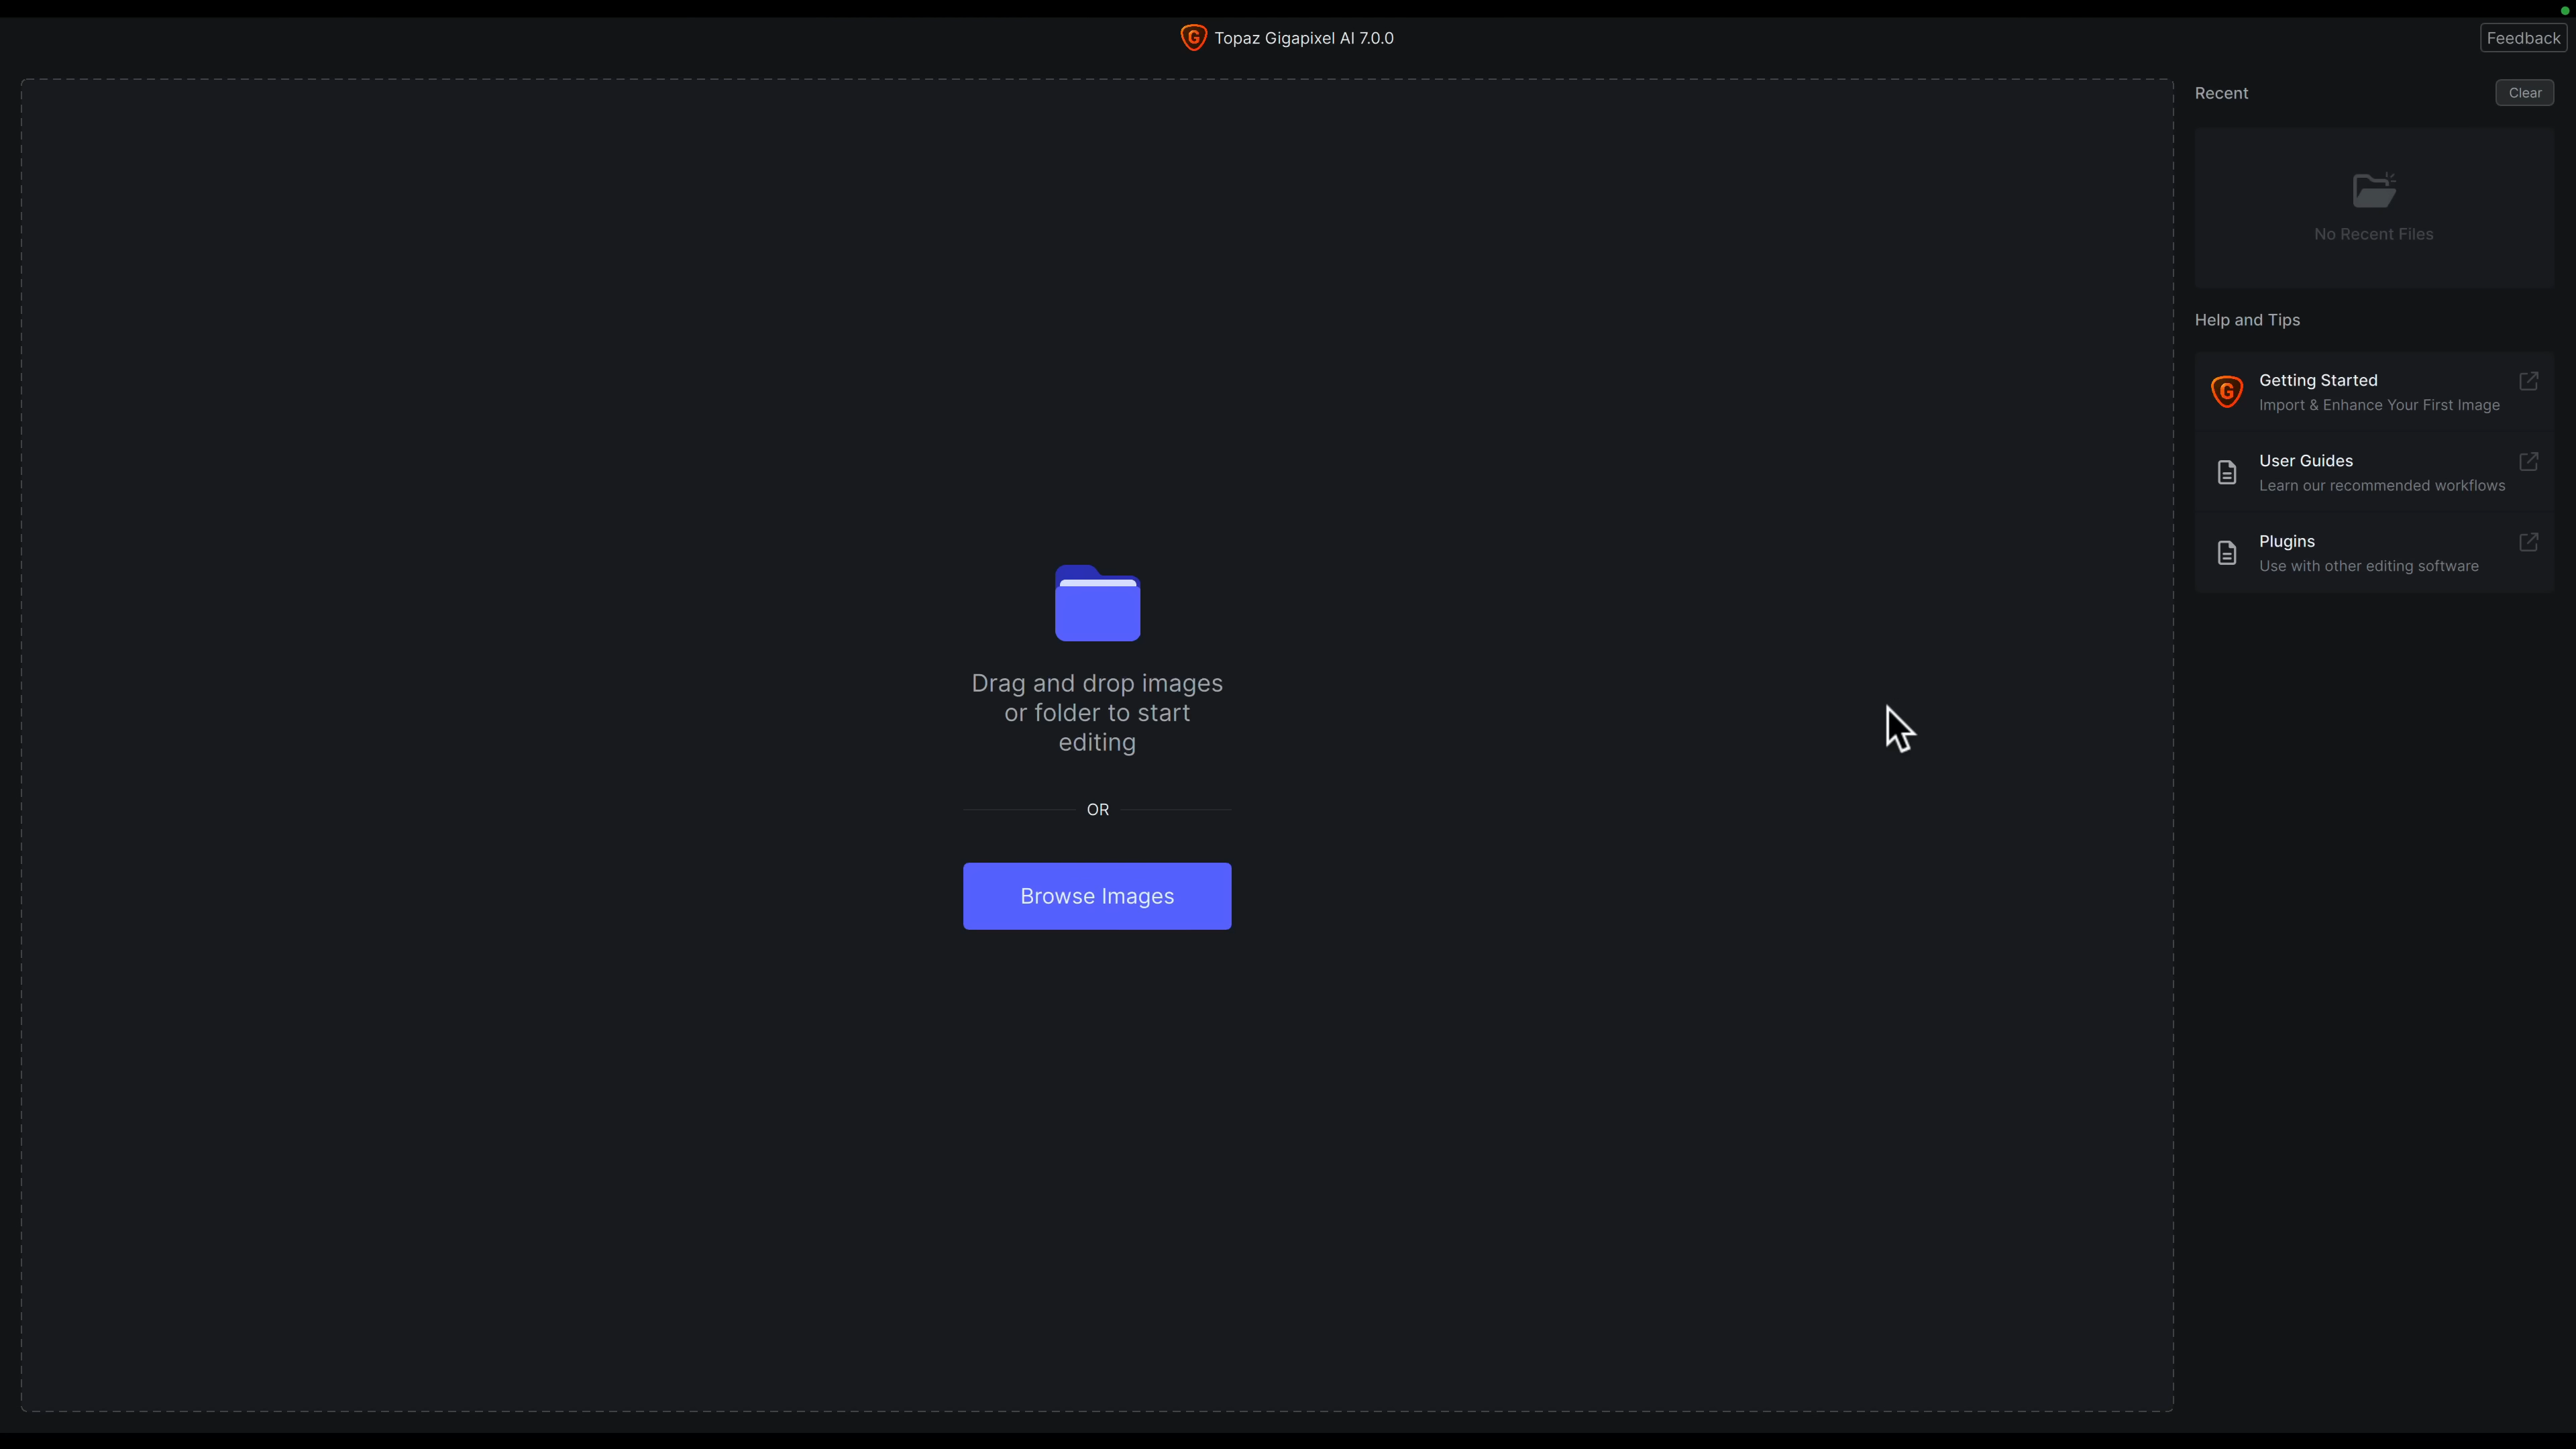 Topaz Gigapixel AI 7.0.0
Feedback
Drag and drop images
or folder to start
editing
OR
Browse Images
Recent
Clear
No Recent Files
Help and Tips
Getting Started
Import & Enhance Your First Image
User Guides
Learn our recommended workflows
Plugins
Use with other editing software